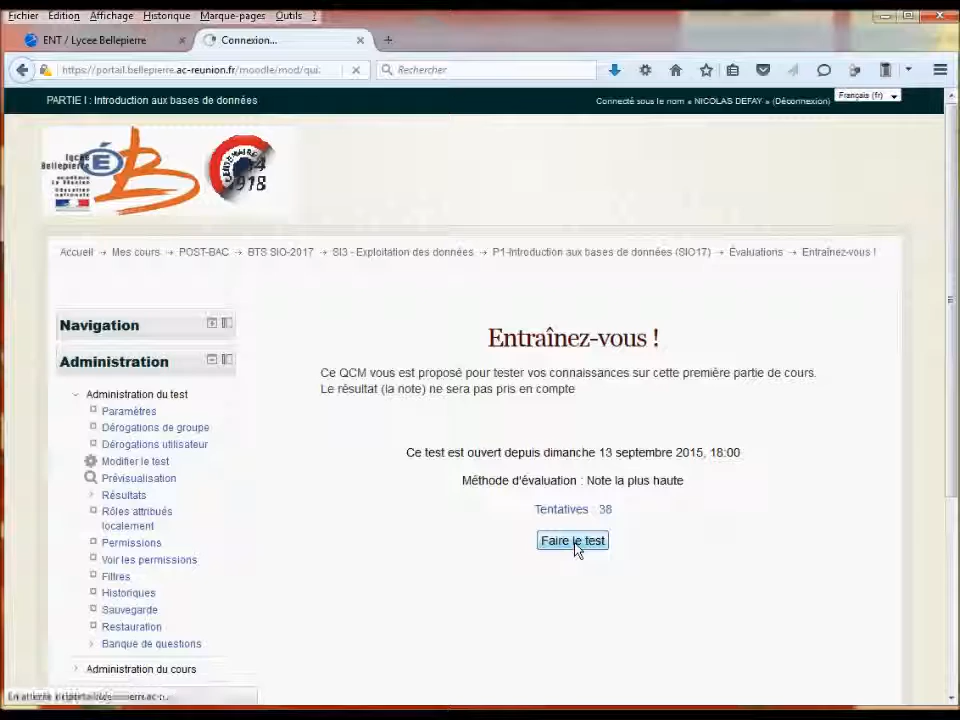 Fichier Edition Affichage Historique Marque-pages Outils ?
ENT / Lycee Bellepierre
Connexion...
https://portail.bellepierre.ac-reunion.fr/moodle/mod/qui:
Rechercher
PARTIE I : Introduction aux bases de données
Connecté sous le nom « NICOLAS DEFAY » (Déconnexion)
Français (fr)
lycée
Bellepierre
1918
Accueil → Mes cours → POST-BAC → BTS SIO-2017 → SI3 - Exploitation des données → P1-Introduction aux bases de données (SIO17) → Évaluations → Entraînez-vous !
Navigation
Administration
Administration du test
Paramètres
Dérogations de groupe
Dérogations utilisateur
Modifier le test
Prévisualisation
Résultats
Rôles attribués
localement
Permissions
Voir les permissions
Filtres
Historiques
Sauvegarde
Restauration
Banque de questions
Administration du cours
Entraînez-vous !
Ce QCM vous est proposé pour tester vos connaissances sur cette première partie de cours.
Le résultat (la note) ne sera pas pris en compte
Ce test est ouvert depuis dimanche 13 septembre 2015, 18:00
Méthode d'évaluation : Note la plus haute
Tentatives : 38
Faire le test